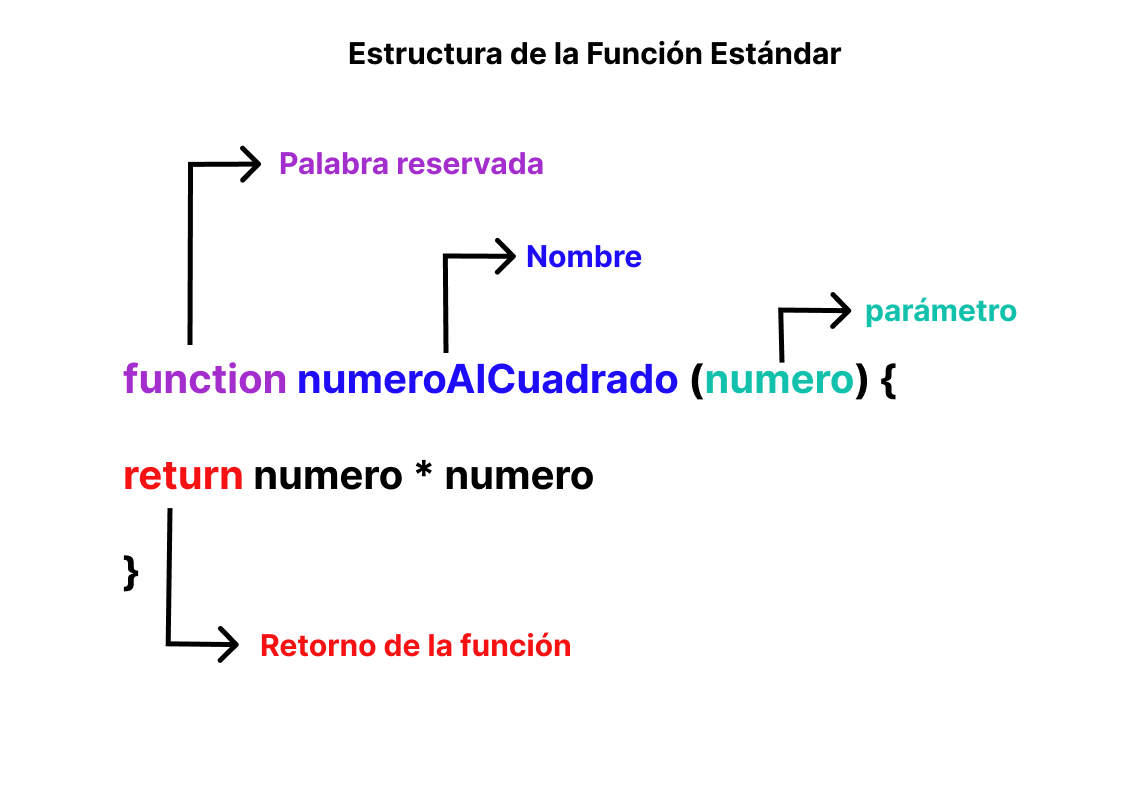 Estructura de la Función Estándar
Palabra reservada
Nombre
parámetro
function numeroAlCuadrado (numero) {
return numero * numero
}
Retorno de la función